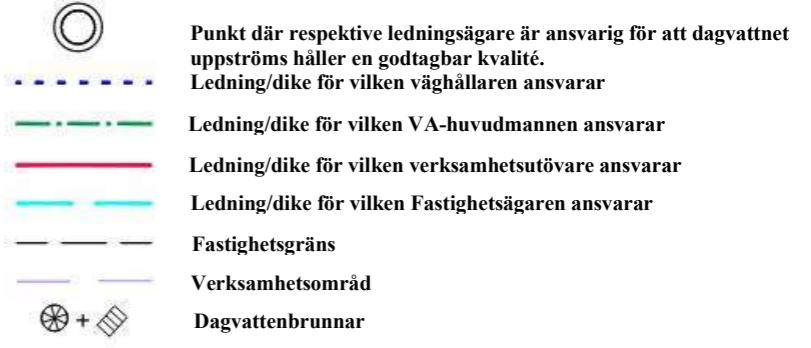 Punkt där respektive ledningsägare är ansvarig för att dagvattnet
uppströms håller en godtagbar kvalité.
Ledning/dike för vilken väghållaren ansvarar
Ledning/dike för vilken VA-huvudmannen ansvarar
Ledning/dike för vilken verksamhetsutövare ansvarar
Ledning/dike för vilken Fastighetsägaren ansvarar
Fastighetsgräns
Verksamhetsområd
+ Dagvattenbrunnar